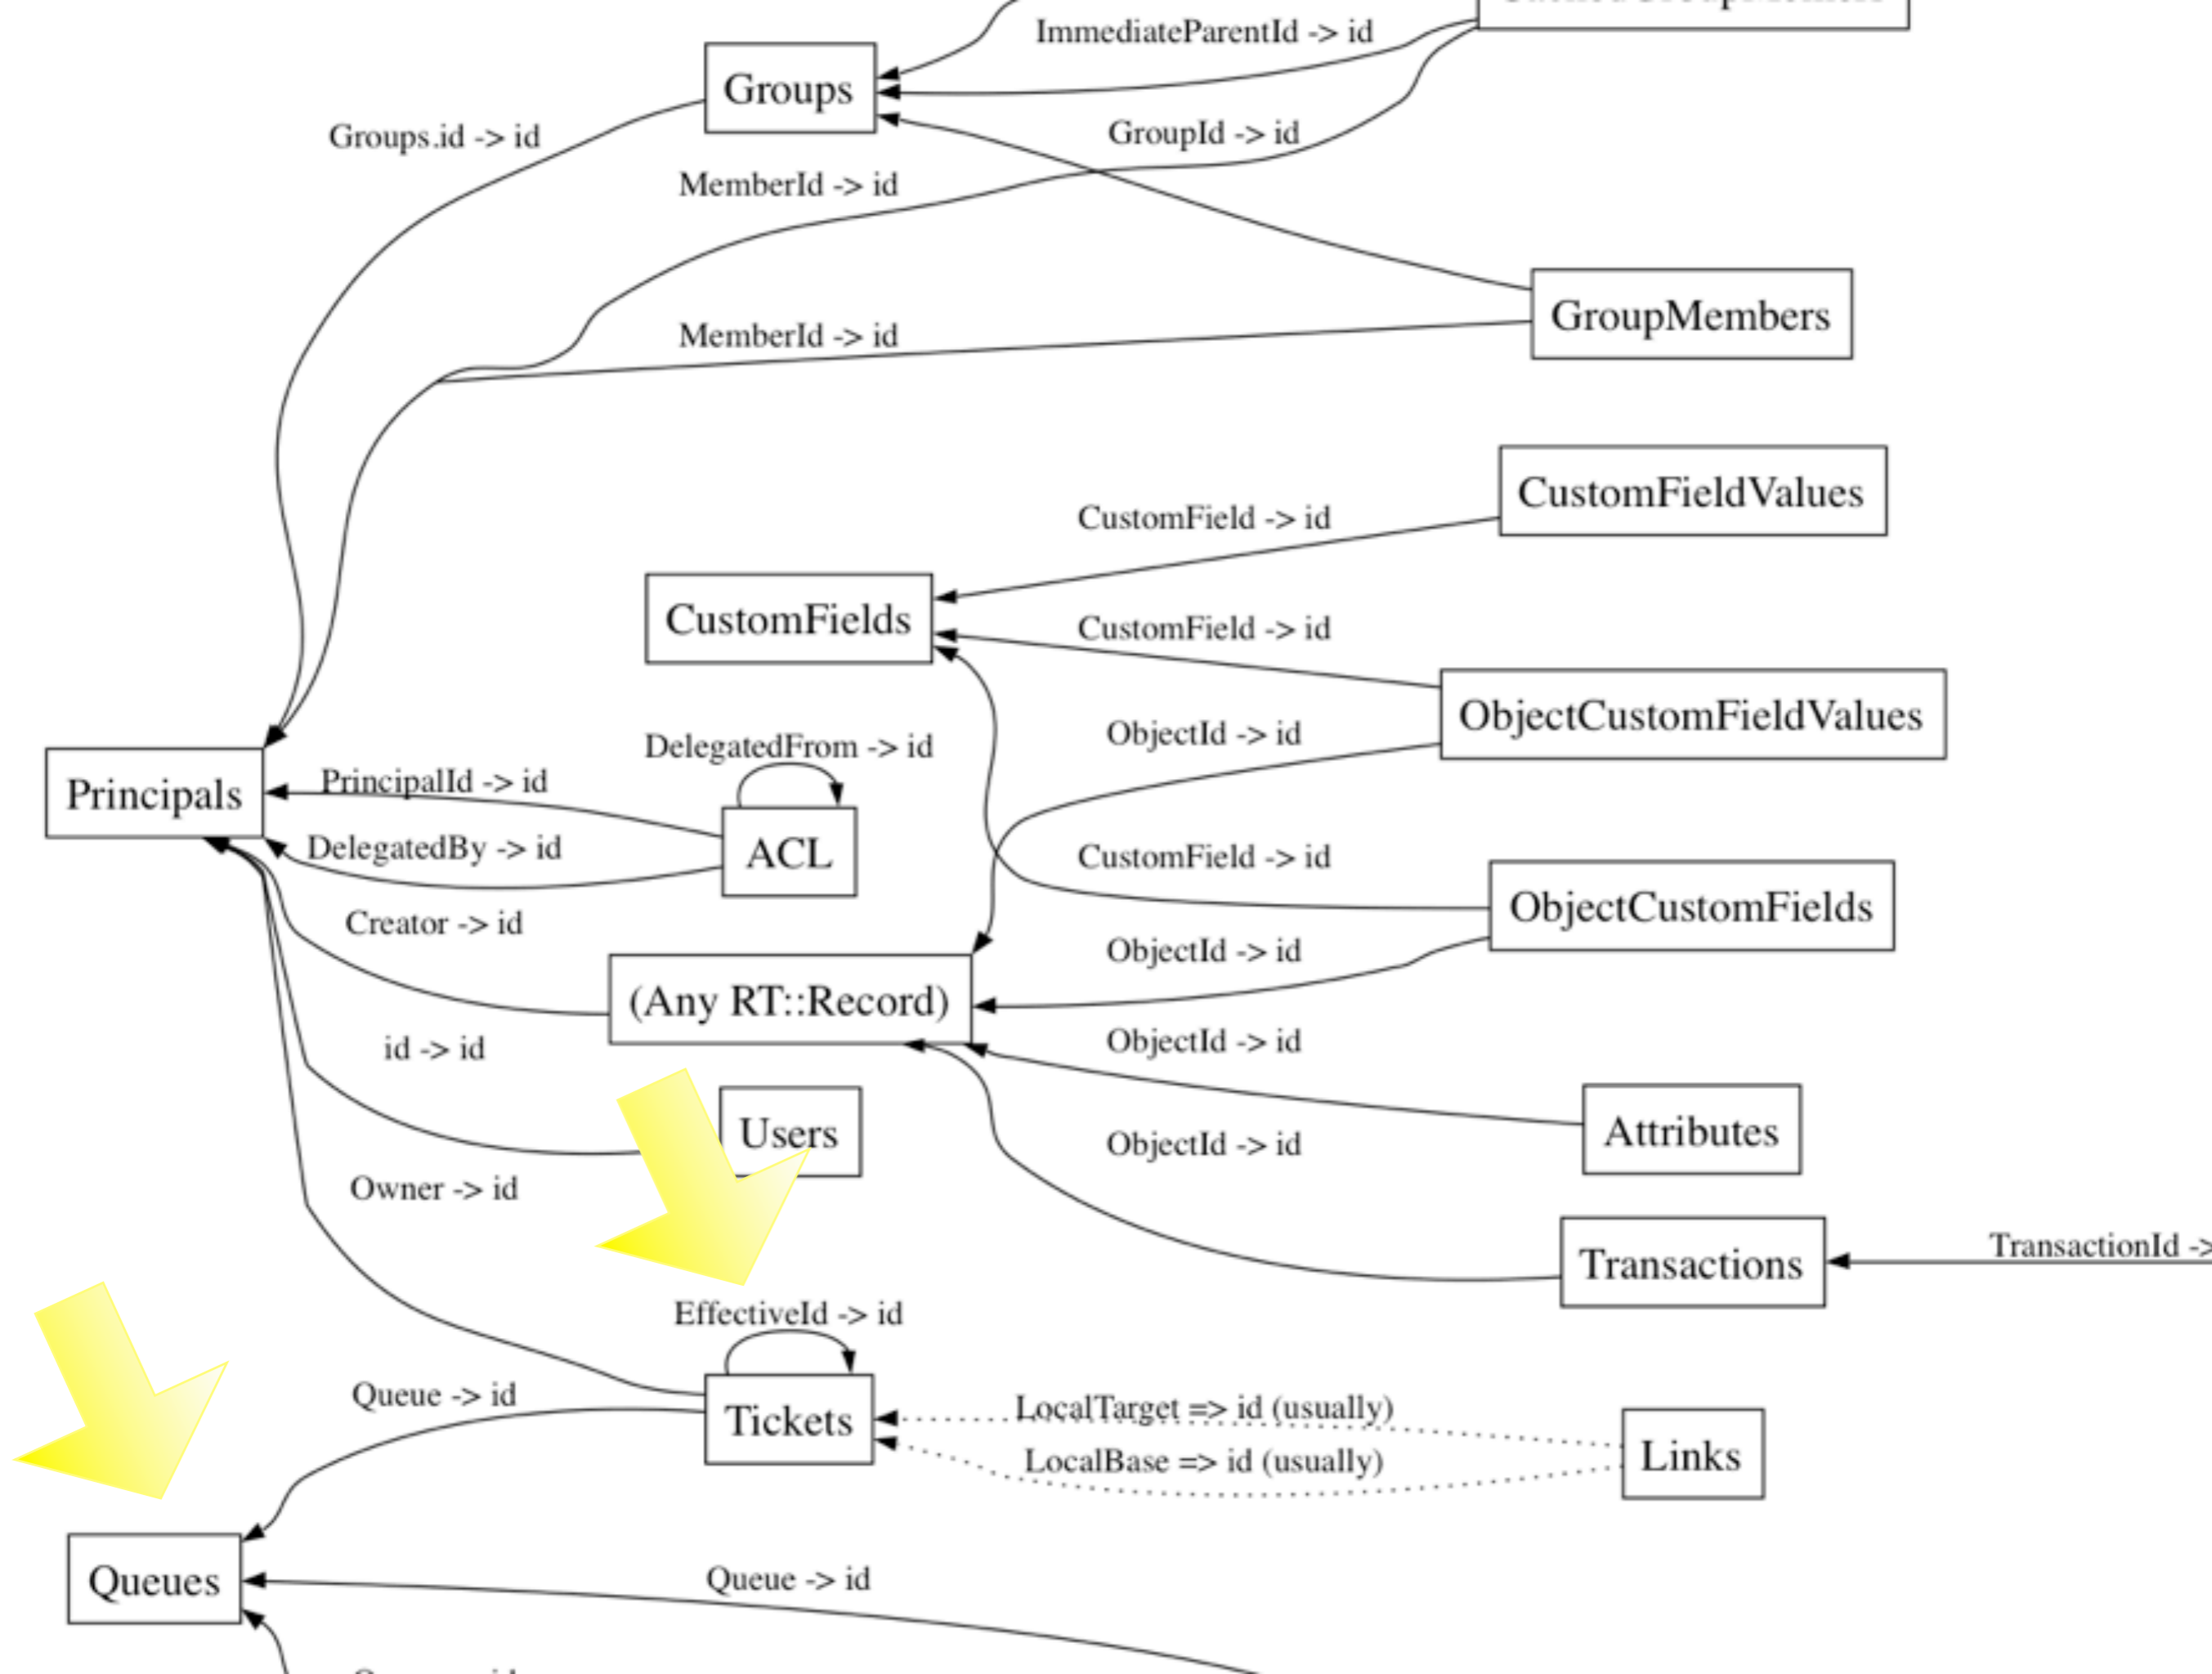 ImmediateParentId -> id
Groups
Groups.id -> id
GroupId -> id
MemberId -> id
GroupMembers
MemberId -> id
CustomFieldValues
CustomField -> id
CustomFields
CustomField -> id
ObjectCustomFieldValues
ObjectId -> id
DelegatedFrom -> id
Principals
PrincipalId -> id
DelegatedBy -> id
ACL
CustomField -> id
ObjectCustomFields
Creator -> id
ObjectId -> id
(Any RT::Record)
id -> id
ObjectId -> id
Users
Attributes
ObjectId -> id
Owner -> id
TransactionId ->
Transactions
EffectiveId -> id
Queue -> id
Tickets
LocalTarget => id (usually)
LocalBase => id (usually)
Links
Queues
Queue -> id